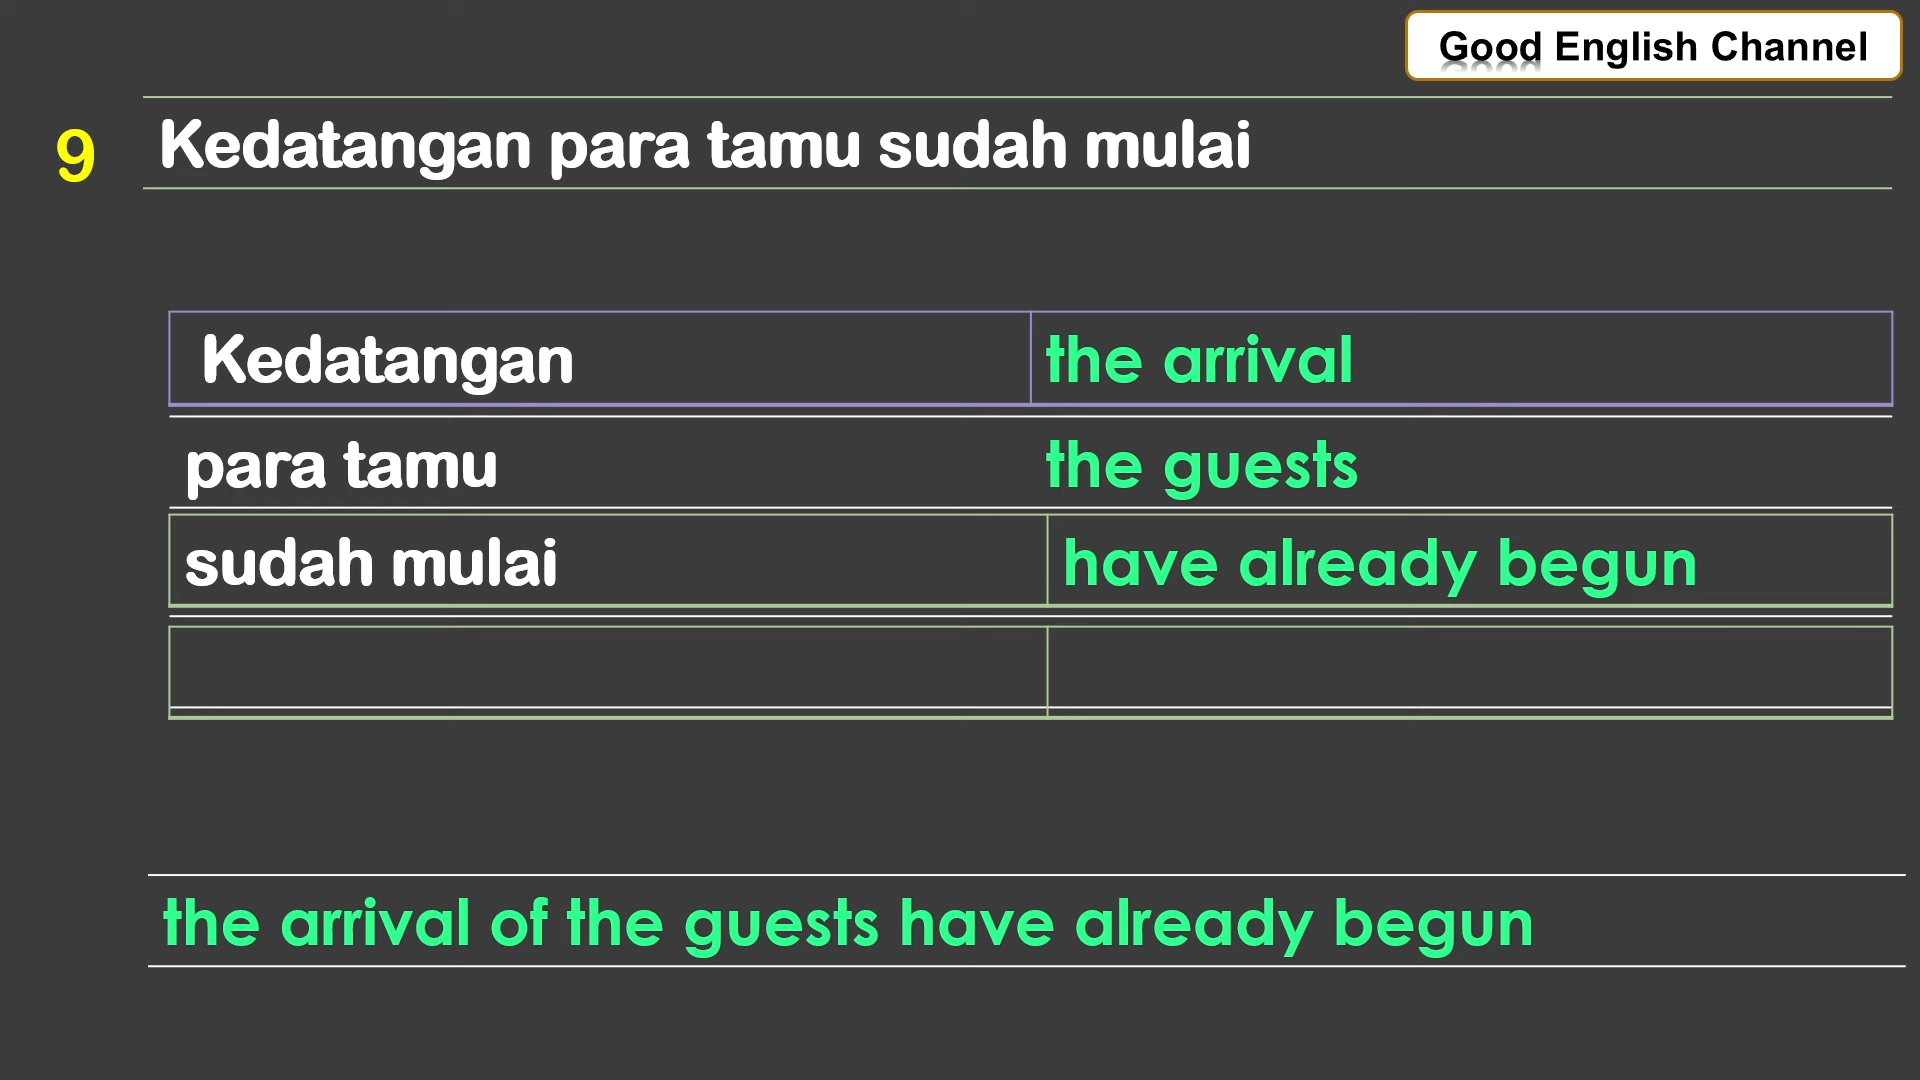 Good English Channel
9 Kedatangan para tamu sudah mulai
Kedatangan the arrival
para tamu the guests
sudah mulai have already begun
the arrival of the guests have already begun